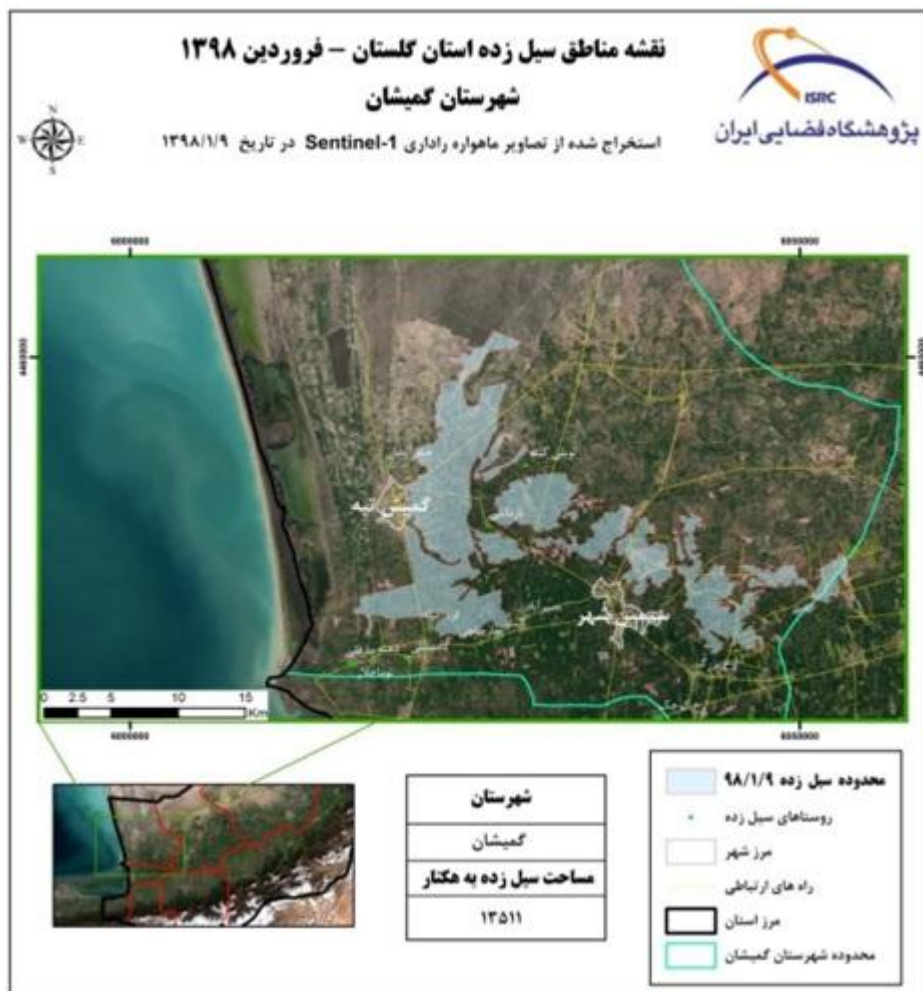 نقشه مناطق سیل زده استان گلستان – فروردین ۱۳۹۸
شهرستان گمیشان
استخراج شده از تصاویر ماهواره راداری Sentinel-1 در تاریخ ۱۳۹۸/۱/۹
ISRC
پژوهشگاه فضایی ایران
N
W E
S
گمیش تپه
سیمین شهر
0 2.5 5 10 15
Km
محدوده سیل زده ۹۸/۱/۹
روستاهای سیل زده
مرز شهر
راه های ارتباطی
مرز استان
محدوده شهرستان گمیشان
شهرستان
گمیشان
مساحت سیل زده به هکتار
۱۳۵۱۱